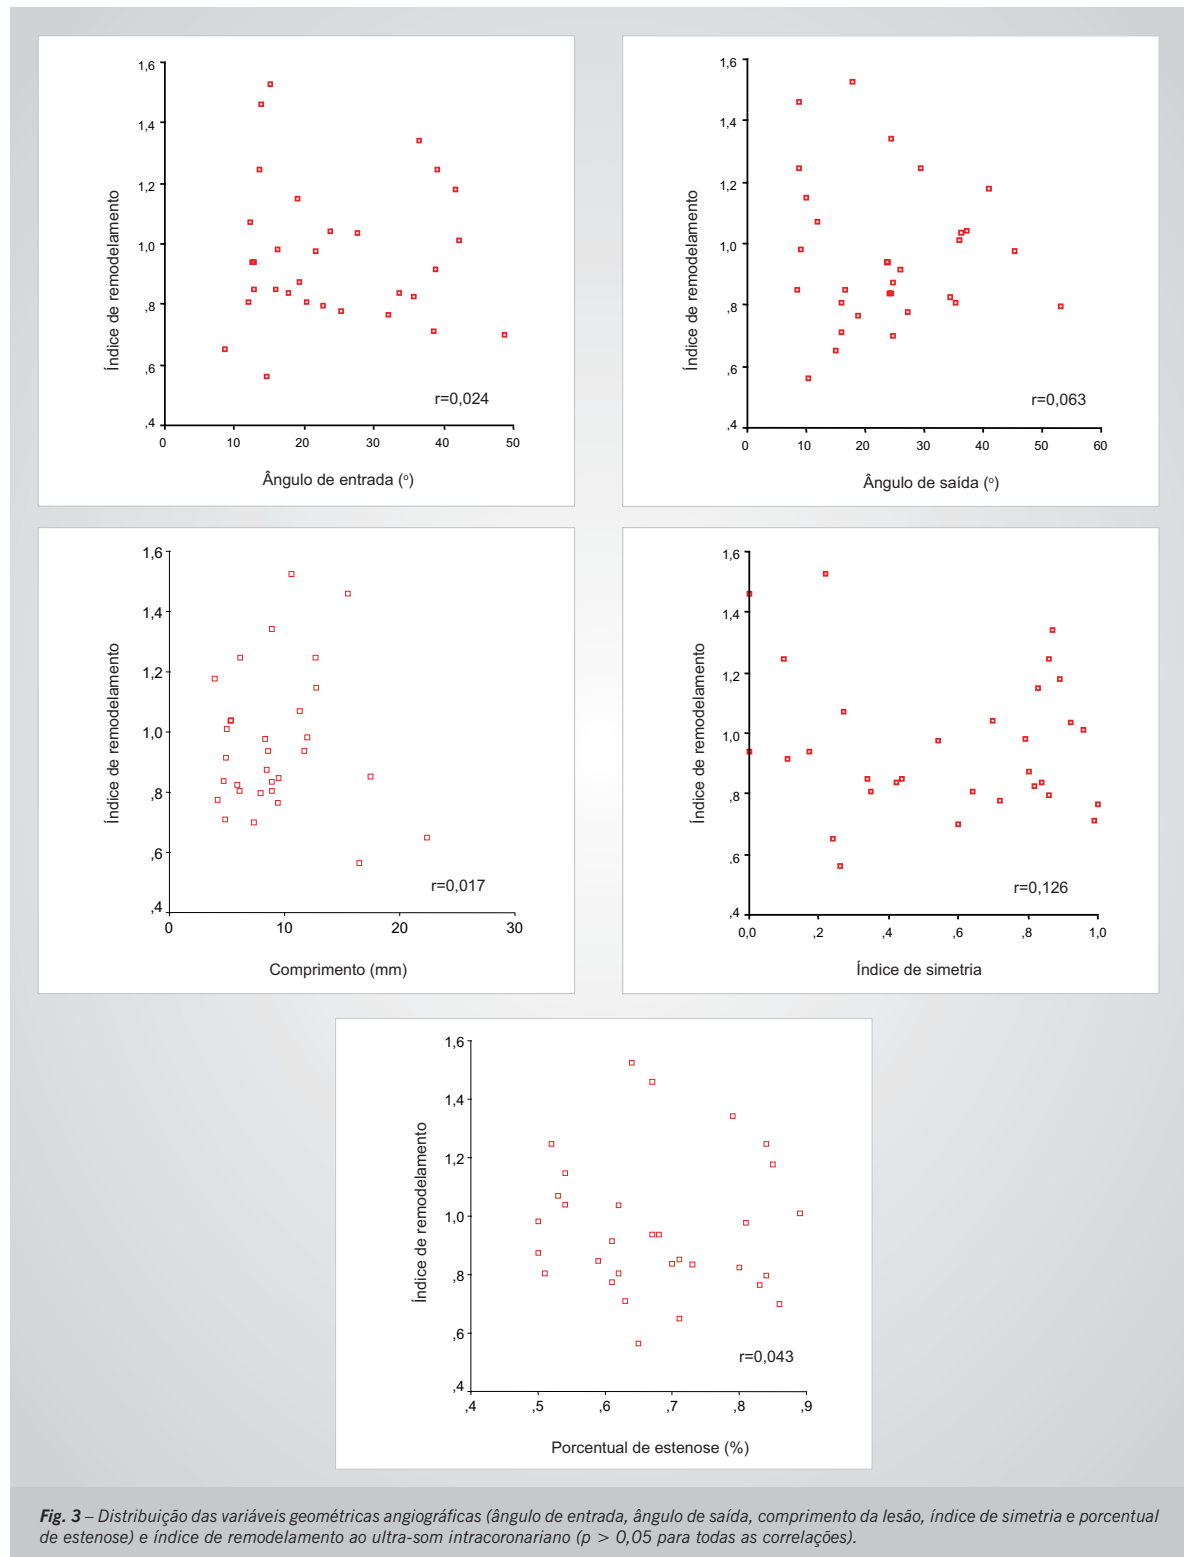 1,6
1,4
1,2
1,0
,8
,6
,4
Índice de remodelamento
r=0,024
0 10 20 30 40 50
Ângulo de entrada (º)
1,6
1,4
1,2
1,0
,8
,6
,4
Índice de remodelamento
r=0,063
0 10 20 30 40 50 60
Ângulo de saída (º)
1,6
1,4
1,2
1,0
,8
,6
,4
Índice de remodelamento
r=0,017
0 10 20 30
Comprimento (mm)
1,6
1,4
1,2
1,0
,8
,6
,4
Índice de remodelamento
r=0,126
0,0 ,2 ,4 ,6 ,8 1,0
Índice de simetria
1,6
1,4
1,2
1,0
,8
,6
,4
Índice de remodelamento
r=0,043
,4 ,5 ,6 ,7 ,8 ,9
Porcentual de estenose (%)
Fig. 3 – Distribuição das variáveis geométricas angiográficas (ângulo de entrada, ângulo de saída, comprimento da lesão, índice de simetria e porcentual
de estenose) e índice de remodelamento ao ultra-som intracoronariano (p > 0,05 para todas as correlações).